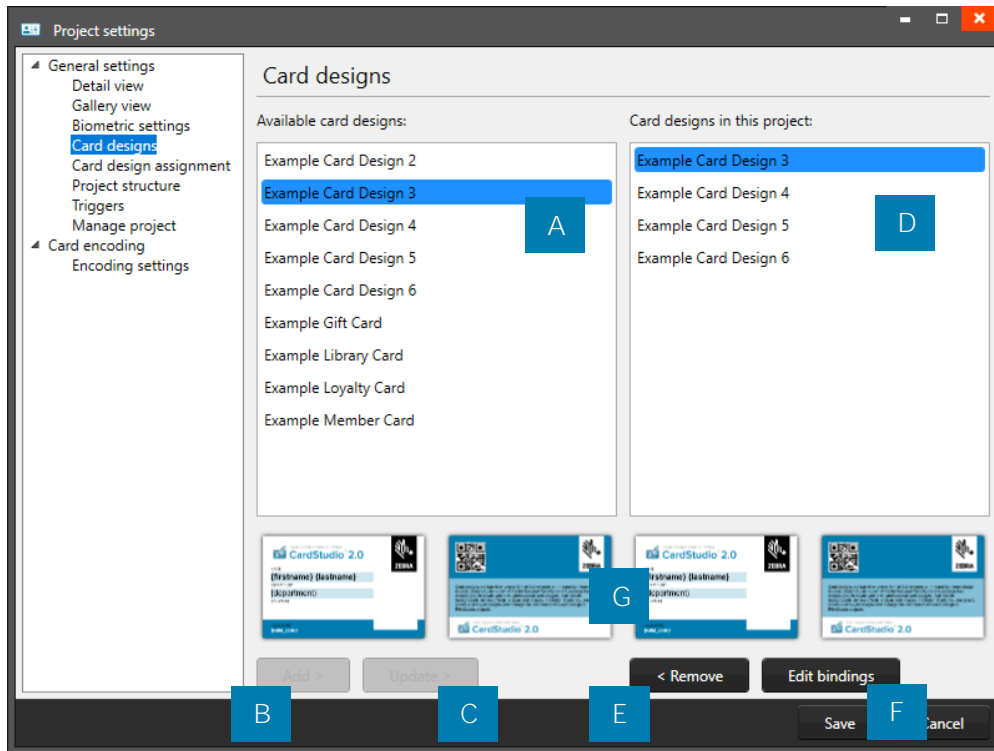 Project settings
General settings
Detail view
Gallery view
Biometric settings
Card designs
Card design assignment
Project structure
Triggers
Manage project
Card encoding
Encoding settings
Card designs
Available card designs:
Example Card Design 2
Example Card Design 3
Example Card Design 4
Example Card Design 5
Example Card Design 6
Example Gift Card
Example Library Card
Example Loyalty Card
Example Member Card
A
Card designs in this project:
Example Card Design 3
Example Card Design 4
Example Card Design 5
Example Card Design 6
D
CardStudio 2.0
ZEBRA
(firstname) (lastname)
(department)
ZEBRA
CardStudio 2.0
G
CardStudio 2.0
ZEBRA
firstname) (lastname)
department)
ZEBRA
CardStudio 2.0
Add >
Update >
< Remove
Edit bindings
B
C
E
F
Save
Cancel